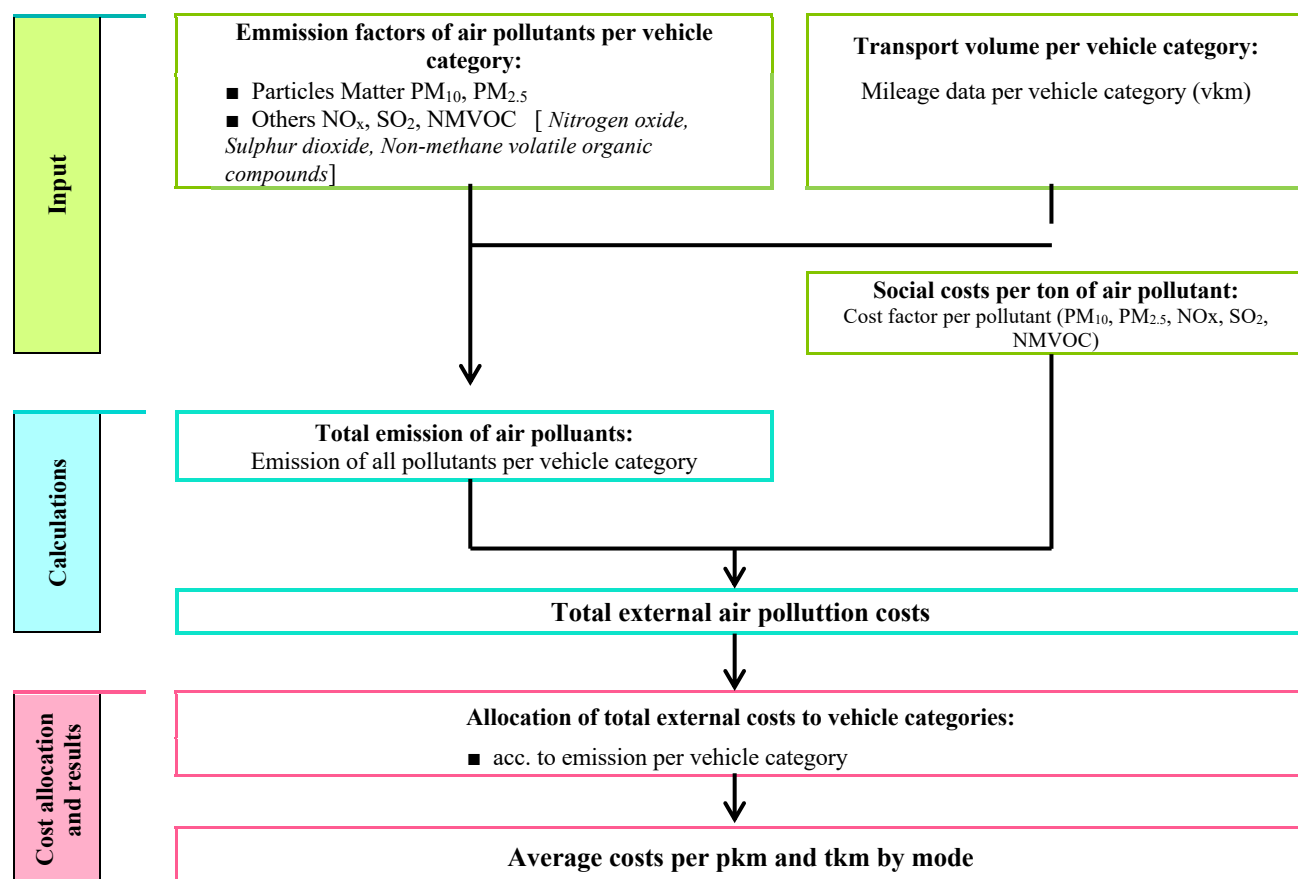 Input
Emmission factors of air pollutants per vehicle
category:
■ Particles Matter PM₁₀, PM₂.₅
■ Others NOₓ, SO₂, NMVOC [ Nitrogen oxide,
Sulphur dioxide, Non-methane volatile organic
compounds]
Transport volume per vehicle category:
Mileage data per vehicle category (vkm)
Social costs per ton of air pollutant:
Cost factor per pollutant (PM₁₀, PM₂.₅, NOx, SO₂,
NMVOC)
Calculations
Total emission of air polluants:
Emission of all pollutants per vehicle category
Total external air polluttion costs
Cost allocation
and results
Allocation of total external costs to vehicle categories:
■ acc. to emission per vehicle category
Average costs per pkm and tkm by mode